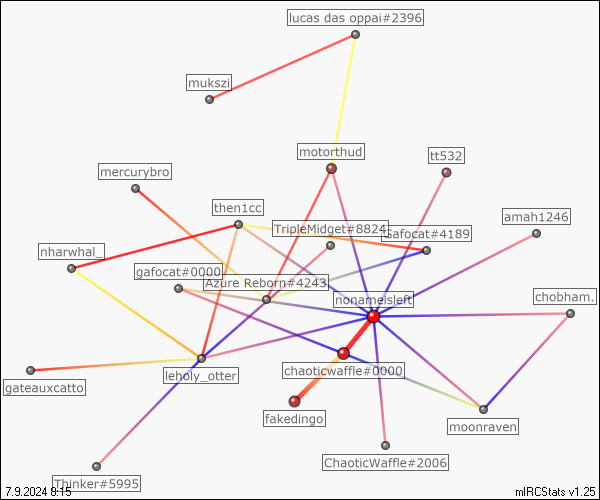 lucas das oppai#2396
mukszi
motorthud
tt532
mercurybro
then1cc
amah1246
TripleMidget#8824
Gafocat#4189
nharwhal_
gafocat#0000
Azure Reborn#4243
nonameisleft
chobham.
chaoticwaffle#0000
leholy_otter
gateauxcatto
fakedingo
moonraven
ChaoticWaffle#2006
Thinker#5995
7.9.2024 8:15
mIRCStats v1.25